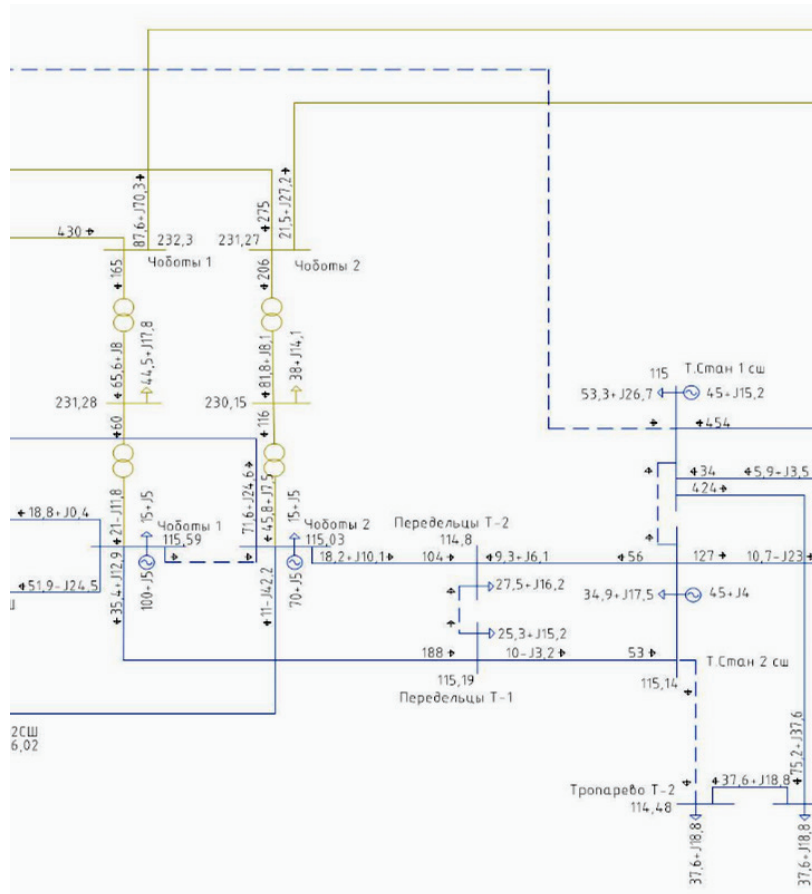 87,6+J70,3
21,5+J27,2
275
430
232,3
231,27
Чоботы 1
Чоботы 2
165
206
65,6+J8
44,5+J17,8
81,8+J8,1
38+J14,1
231,28
230,15
60
116
115
Т.Стан 1 сш
53,3+J26,7
45+J15,2
454
34
5,9+J3,5
424
18,8+J0,4
21-J11,8
15+J5
Чоботы 1
115,59
71,6+J24,6
45,8+J7,5
15+J5
Чоботы 2
115,03
Передельцы Т-2
114,8
18,2+J10,1
104
9,3+J6,1
56
127
10,7-J23
51,9-J24,5
35,4+J12,9
100+J5
11-J42,2
70+J5
27,5+J16,2
34,9+J17,5
45+J4
25,3+J15,2
188
10-J3,2
53
115,19
Передельцы Т-1
115,14
Т.Стан 2 сш
2СШ
6,02
75,2+J37,6
Тропарево Т-2
114,48
37,6+J18,8
37,6+J18,8
37,6+J18,8